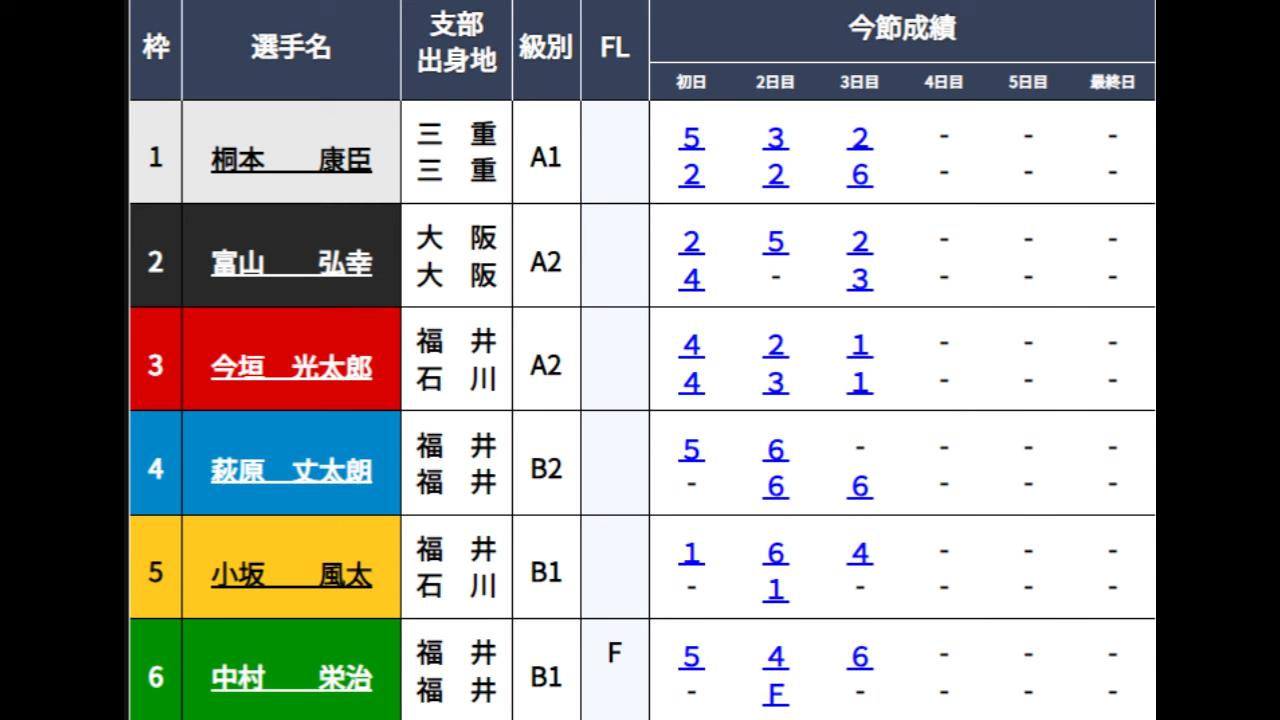 枠 選手名 支部 出身地 級別 FL 今節成績
初日 2日目 3日目 4日目 5日目 最終日
1 桐本 康臣 三 重 A1 5 3 2 - - -
三 重 2 2 6 - - -
2 富山 弘幸 大 阪 A2 2 5 2 - - -
大 阪 4 - 3 - - -
3 今垣 光太郎 福 井 A2 4 2 1 - - -
石 川 4 3 1 - - -
4 萩原 丈太朗 福 井 B2 5 6 - - - -
福 井 - 6 6 - - -
5 小坂 風太 福 井 B1 1 6 4 - - -
石 川 - 1 - - - -
6 中村 栄治 福 井 B1 F 5 4 6 - - -
福 井 - F - - - -